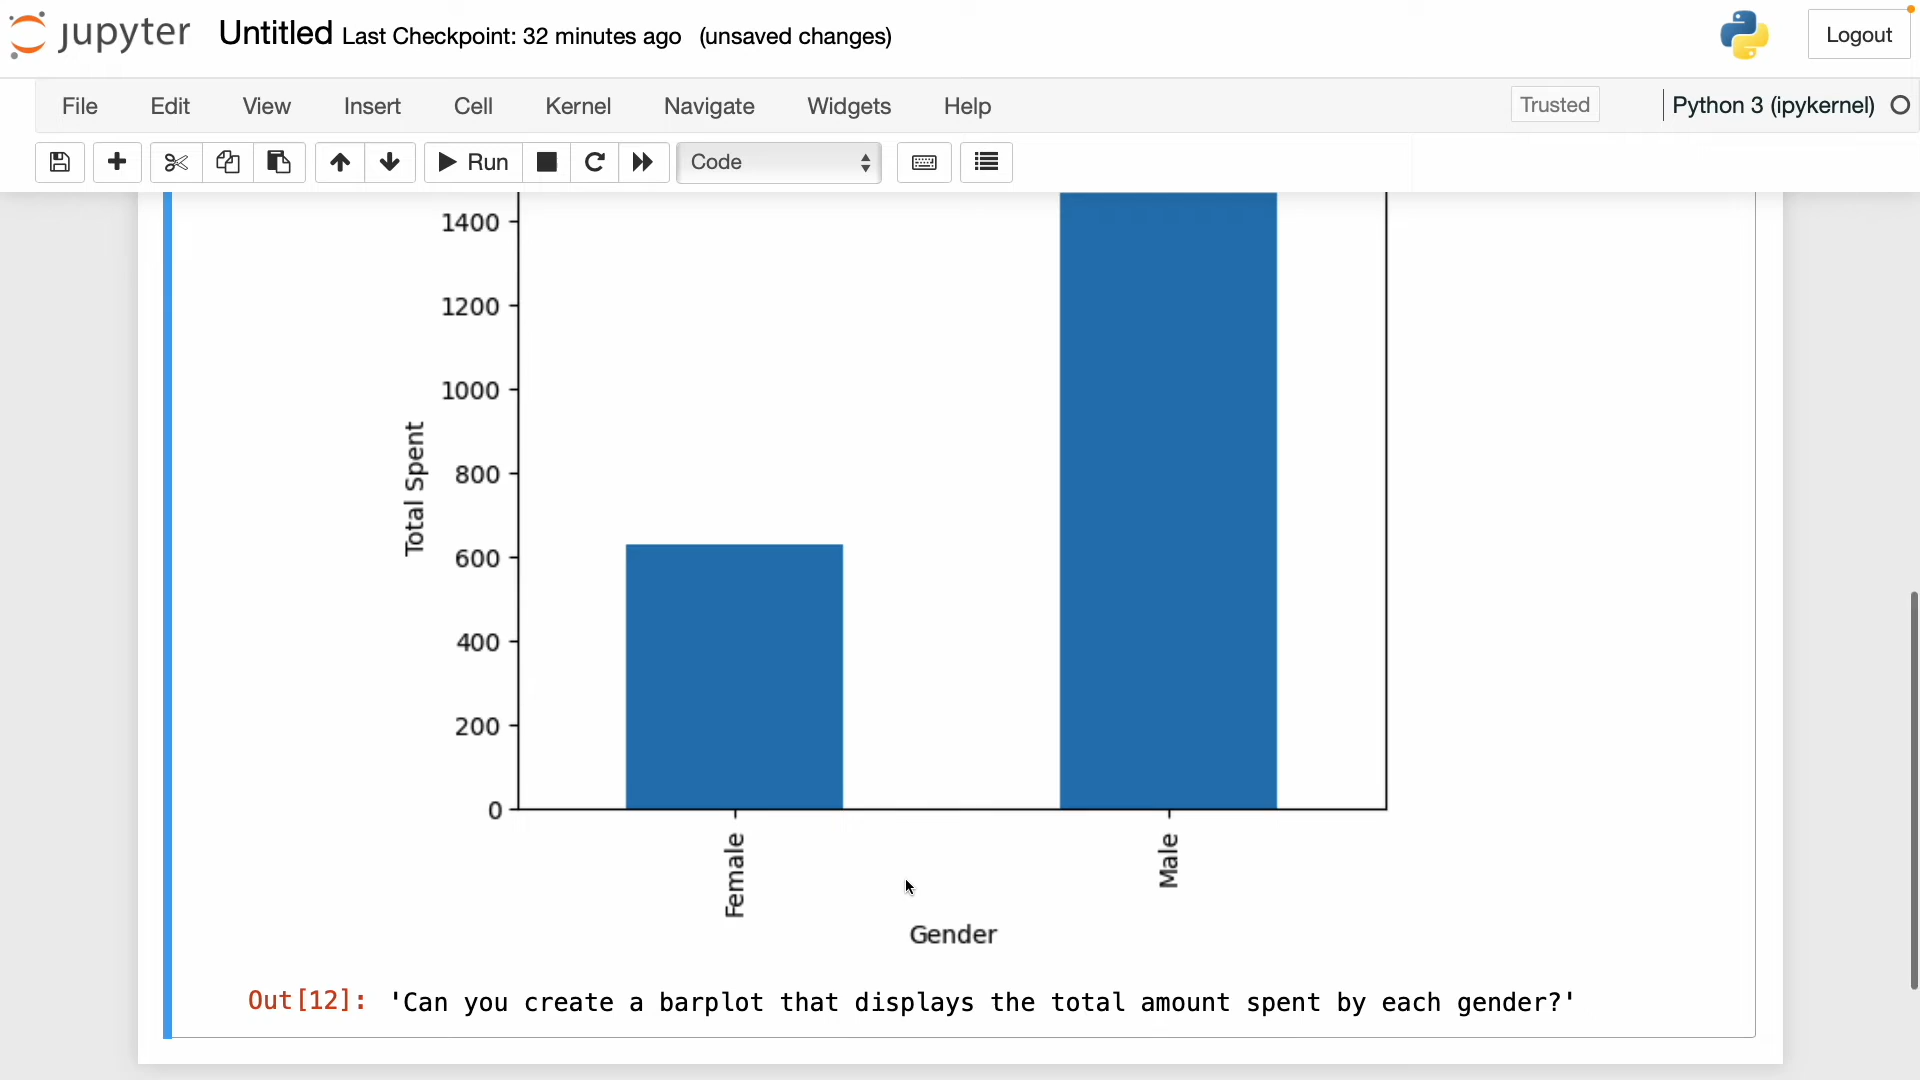 jupyter Untitled Last Checkpoint: 32 minutes ago (unsaved changes) Logout
File Edit View Insert Cell Kernel Navigate Widgets Help Trusted Python 3 (ipykernel)
Run Code
1400
1200
1000
800
600
400
200
0
Total Spent
Female
Male
Gender
Out[12]: 'Can you create a barplot that displays the total amount spent by each gender?'